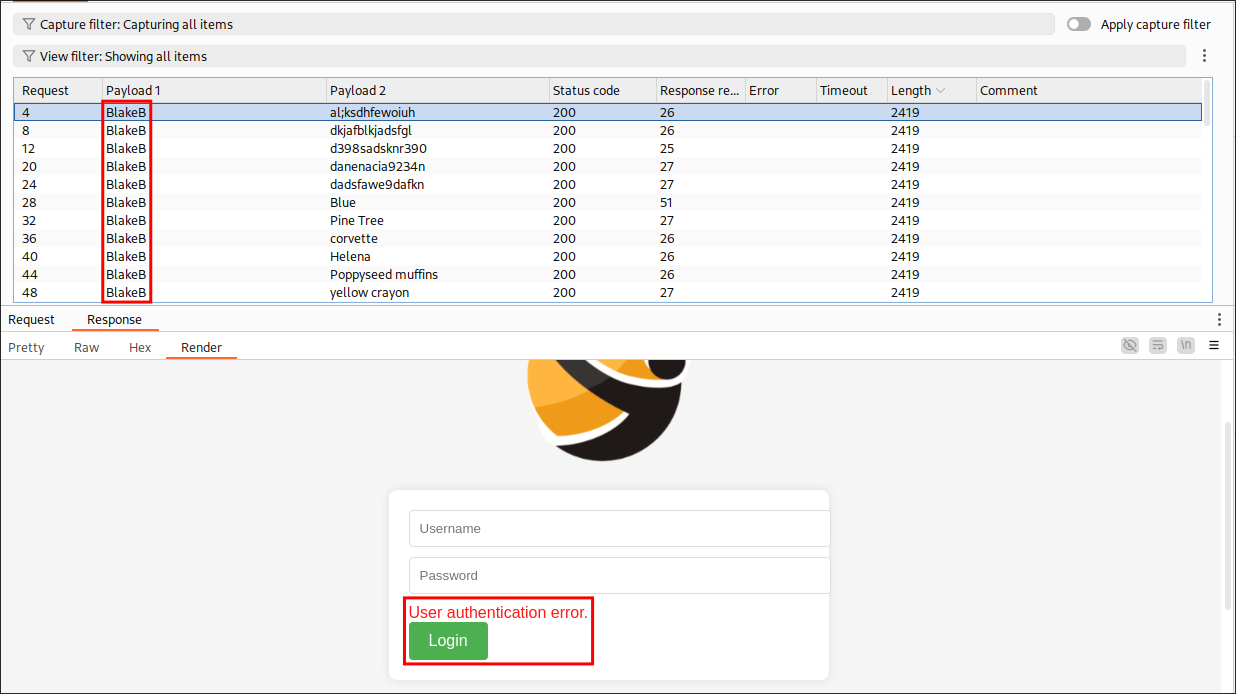 Capture filter: Capturing all items Apply capture filter
View filter: Showing all items
Request Payload 1 Payload 2 Status code Response re... Error Timeout Length Comment
4 BlakeB al;ksdhfewoiuh 200 26 2419
8 BlakeB dkjafblkjadsfgl 200 26 2419
12 BlakeB d398sadsknr390 200 25 2419
20 BlakeB danenacia9234n 200 27 2419
24 BlakeB dadsfawe9dafkn 200 27 2419
28 BlakeB Blue 200 51 2419
32 BlakeB Pine Tree 200 27 2419
36 BlakeB corvette 200 26 2419
40 BlakeB Helena 200 26 2419
44 BlakeB Poppyseed muffins 200 26 2419
48 BlakeB yellow crayon 200 27 2419
Request Response
Pretty Raw Hex Render \n
Username
Password
User authentication error.
Login